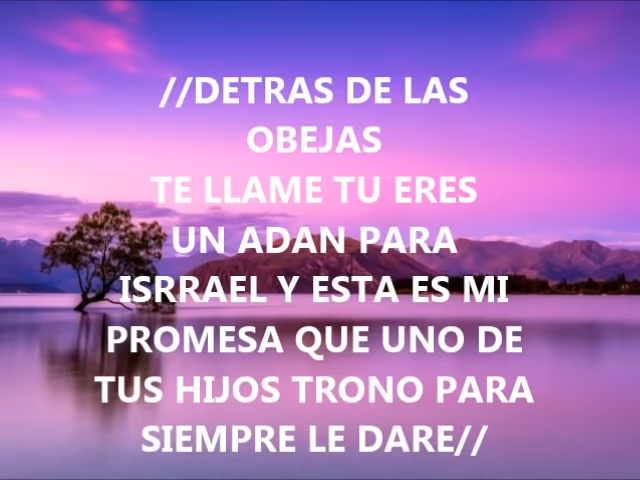 //DETRAS DE LAS
OBEJAS
TE LLAME TU ERES
UN ADAN PARA
ISRRAEL Y ESTA ES MI
PROMESA QUE UNO DE
TUS HIJOS TRONO PARA
SIEMPRE LE DARE//